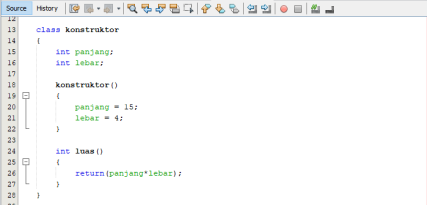 Source History
12
13 class konstruktor
14 {
15 int panjang;
16 int lebar;
17
18 konstruktor()
19 {
20 panjang = 15;
21 lebar = 4;
22 }
23
24 int luas()
25 {
26 return(panjang*lebar);
27 }
28 }